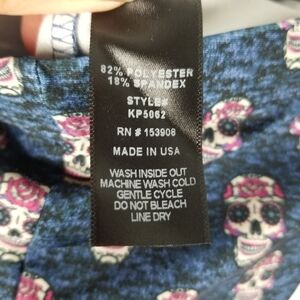 82% POLYESTER
18% SPANDEX
STYLE#
KP5062
RN # 153908
MADE IN USA
WASH INSIDE OUT
MACHINE WASH COLD
GENTLE CYCLE
DO NOT BLEACH
LINE DRY